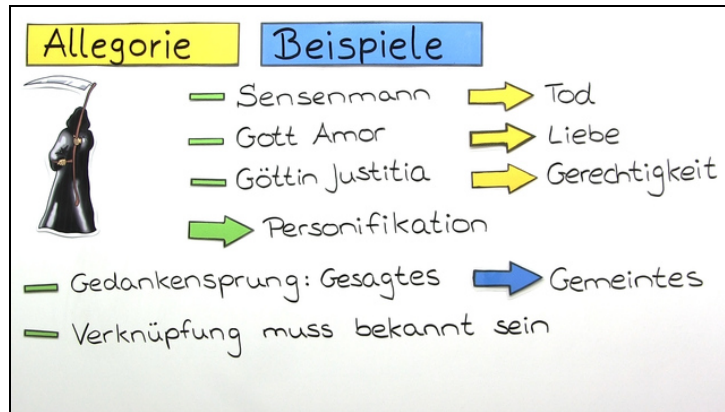 Allegorie Beispiele
Sensenmann Tod
Gott Amor Liebe
Göttin Justitia Gerechtigkeit
Personifikation
Gedankensprung: Gesagtes Gemeintes
Verknüpfung muss bekannt sein